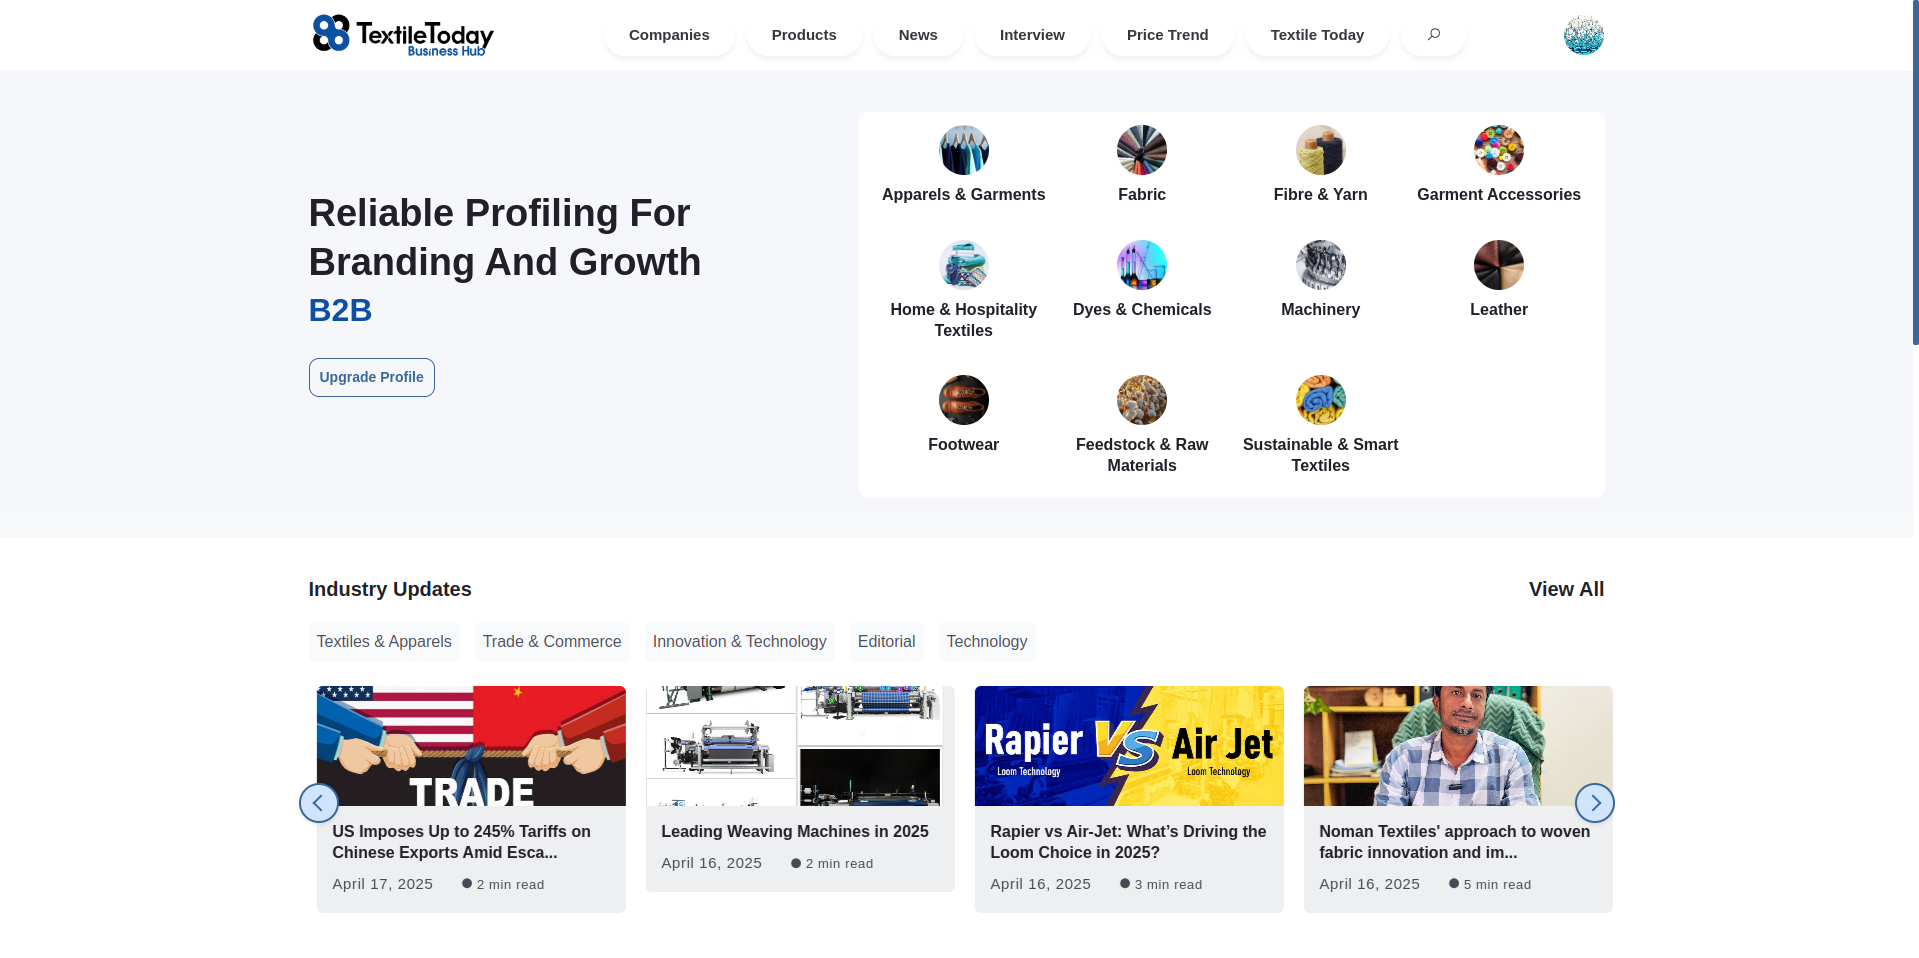 TextileToday
Business Hub
Companies
Products
News
Interview
Price Trend
Textile Today
Reliable Profiling For
Branding And Growth
B2B
Upgrade Profile
Apparels & Garments
Fabric
Fibre & Yarn
Garment Accessories
Home & Hospitality
Textiles
Dyes & Chemicals
Machinery
Leather
Footwear
Feedstock & Raw
Materials
Sustainable & Smart
Textiles
Industry Updates
View All
Textiles & Apparels
Trade & Commerce
Innovation & Technology
Editorial
Technology
TRADE
US Imposes Up to 245% Tariffs on
Chinese Exports Amid Esca...
April 17, 2025
2 min read
Leading Weaving Machines in 2025
April 16, 2025
2 min read
Rapier VS Air Jet
Loom Technology
Loom Technology
Rapier vs Air-Jet: What’s Driving the
Loom Choice in 2025?
April 16, 2025
3 min read
Noman Textiles' approach to woven
fabric innovation and im...
April 16, 2025
5 min read